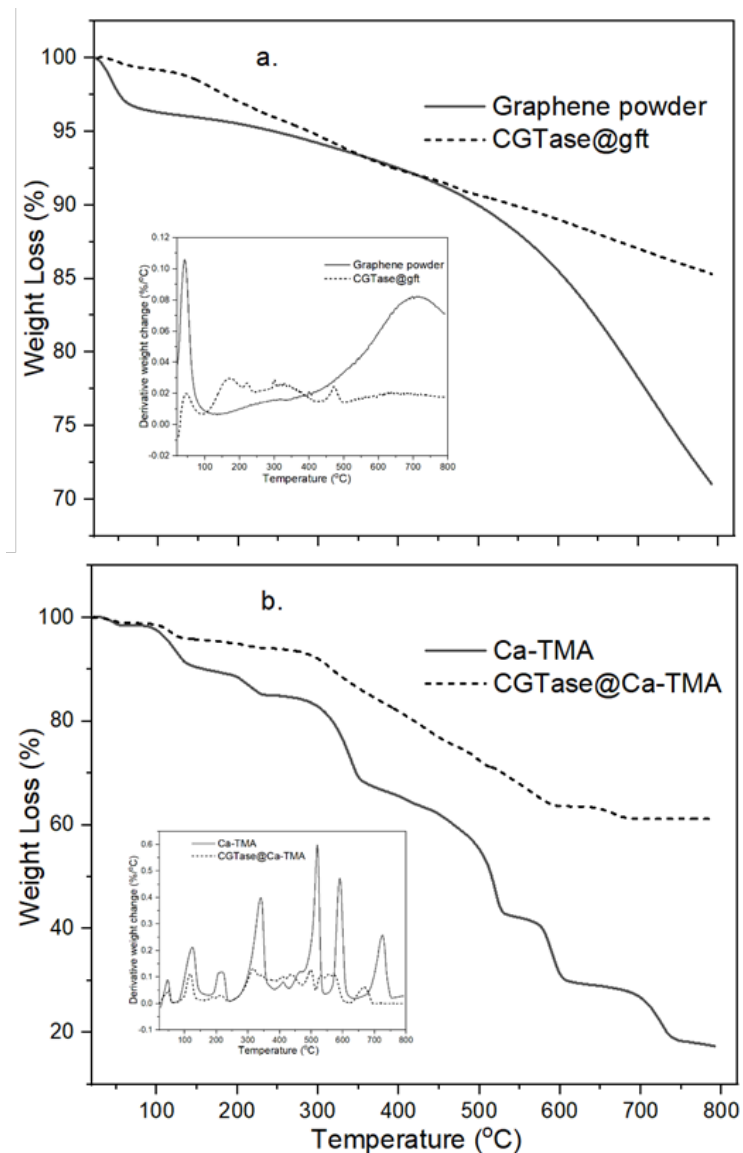 a.
Graphene powder
CGTase@gft
Weight Loss (%)
100
95
90
85
80
75
70
Derivative weight change (%/°C)
0.12
0.10
0.08
0.06
0.04
0.02
0.00
-0.02
Graphene powder
CGTase@gft
100 200 300 400 500 600 700 800
Temperature (°C)
b.
Ca-TMA
CGTase@Ca-TMA
Weight Loss (%)
100
80
60
40
20
Derivative weight change (%/°C)
0.6
0.5
0.4
0.3
0.2
0.1
0.0
-0.1
Ca-TMA
CGTase@Ca-TMA
100 200 300 400 500 600 700 800
Temperature (°C)
100 200 300 400 500 600 700 800
Temperature (°C)